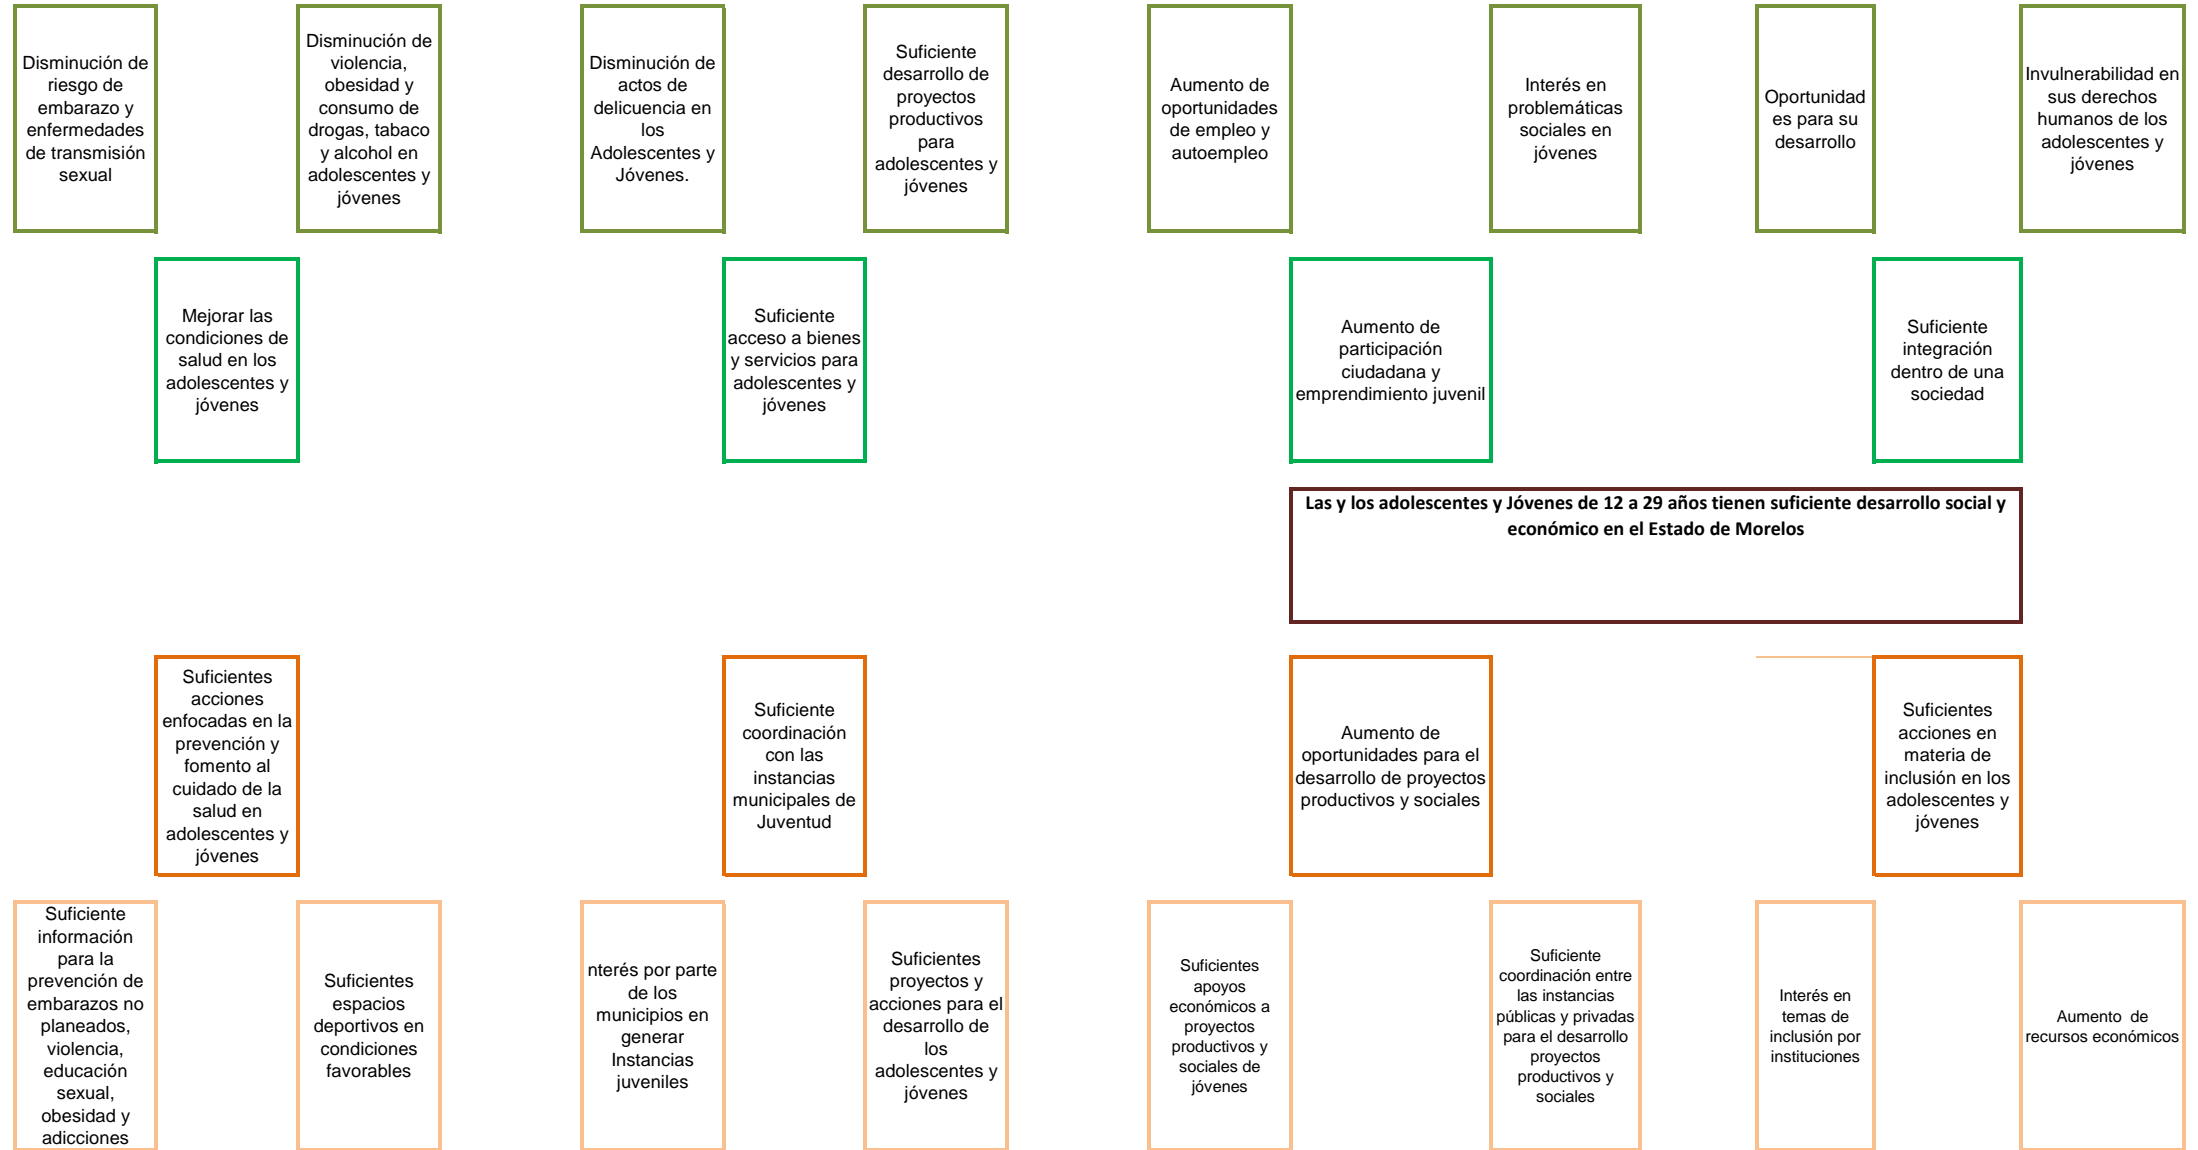 Disminución de
riesgo de
embarazo y
enfermedades
de transmisión
sexual
Disminución de
violencia,
obesidad y
consumo de
drogas, tabaco
y alcohol en
adolescentes y
jóvenes
Disminución de
actos de
delicuencia en
los
Adolescentes y
Jóvenes.
Suficiente
desarrollo de
proyectos
productivos
para
adolescentes y
jóvenes
Aumento de
oportunidades
de empleo y
autoempleo
Interés en
problemáticas
sociales en
jóvenes
Oportunidad
es para su
desarrollo
Invulnerabilidad en
sus derechos
humanos de los
adolescentes y
jóvenes
Mejorar las
condiciones de
salud en los
adolescentes y
jóvenes
Suficiente
acceso a bienes
y servicios para
adolescentes y
jóvenes
Aumento de
participación
ciudadana y
emprendimiento juvenil
Suficiente
integración
dentro de una
sociedad
Las y los adolescentes y Jóvenes de 12 a 29 años tienen suficiente desarrollo social y
económico en el Estado de Morelos
Suficientes
acciones
enfocadas en la
prevención y
fomento al
cuidado de la
salud en
adolescentes y
jóvenes
Suficiente
coordinación
con las
instancias
municipales de
Juventud
Aumento de
oportunidades para el
desarrollo de proyectos
productivos y sociales
Suficientes
acciones en
materia de
inclusión en los
adolescentes y
jóvenes
Suficiente
información
para la
prevención de
embarazos no
planeados,
violencia,
educación
sexual,
obesidad y
adicciones
Suficientes
espacios
deportivos en
condiciones
favorables
nterés por parte
de los
municipios en
generar
Instancias
juveniles
Suficientes
proyectos y
acciones para el
desarrollo de
los
adolescentes y
jóvenes
Suficientes
apoyos
económicos a
proyectos
productivos y
sociales de
jóvenes
Suficiente
coordinación entre
las instancias
públicas y privadas
para el desarrollo
proyectos
productivos y
sociales
Interés en
temas de
inclusión por
instituciones
Aumento  de
recursos económicos